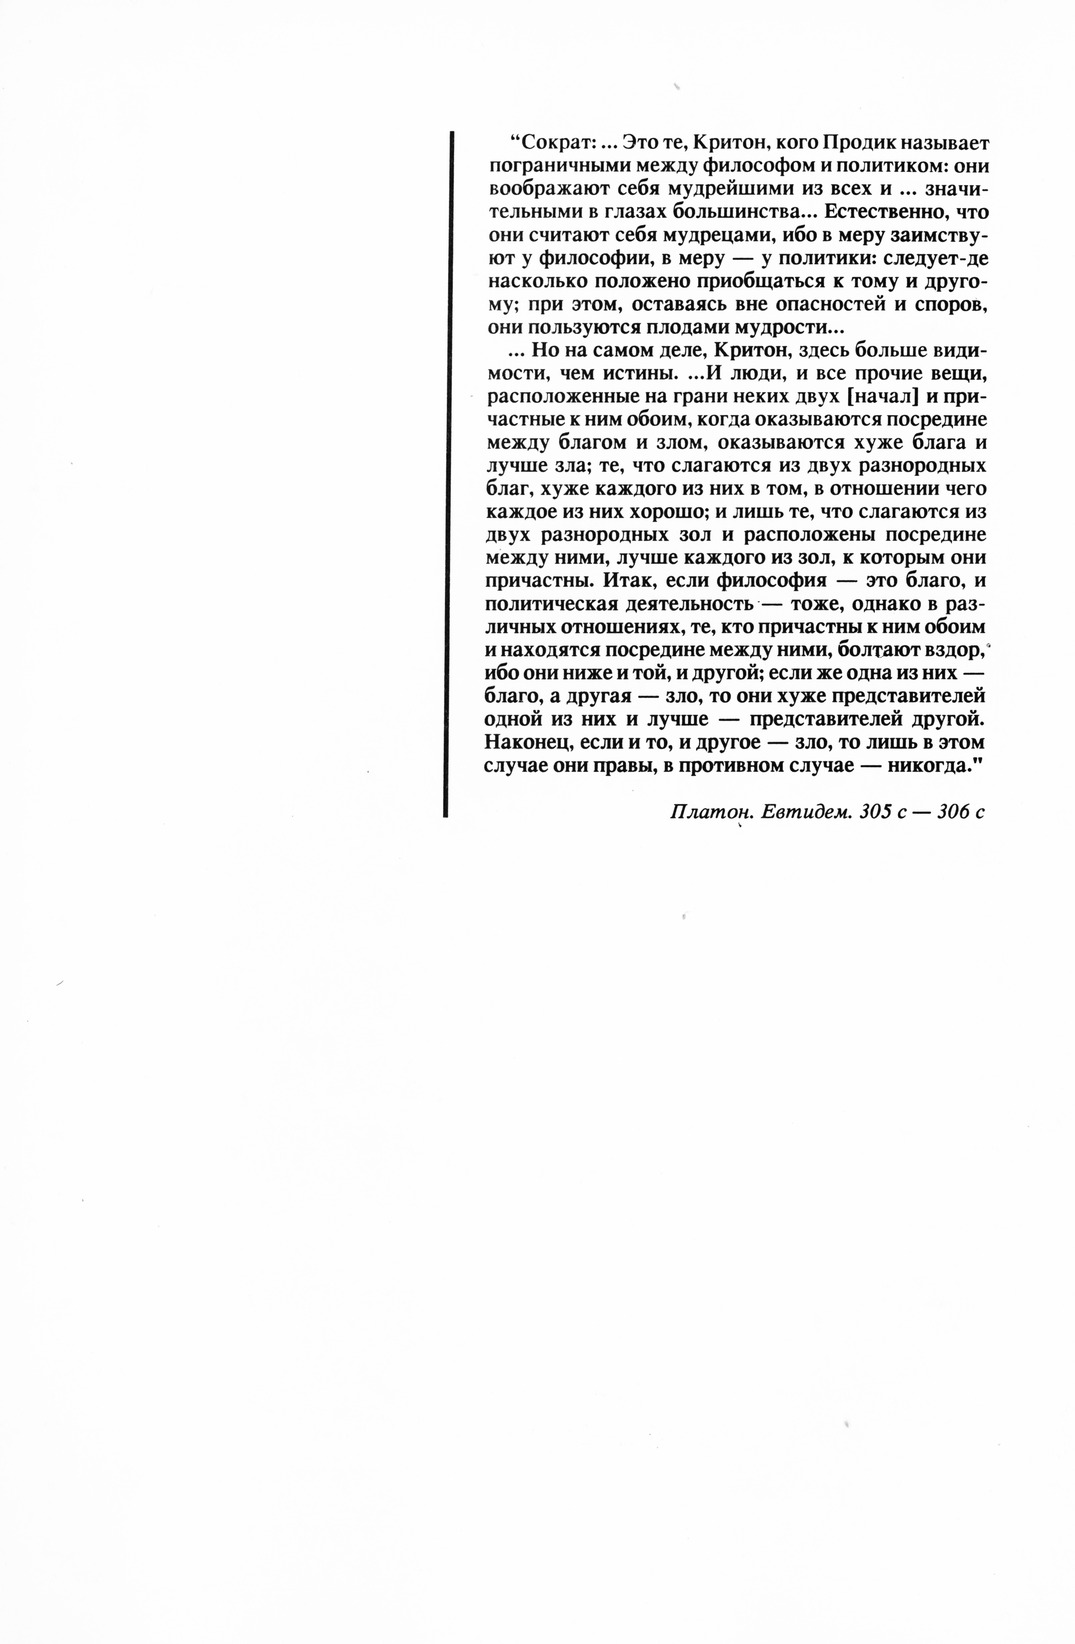 “Сократ: ... Это те, Критон, кого Продик называет
пограничными между философом и политиком: они
воображают себя мудрейшими из всех и ... значи-
тельными в глазах большинства... Естественно, что
они считают себя мудрецами, ибо в меру заимству-
ют у философии, в меру — у политики: следует-де
насколько положено приобщаться к тому и друго-
му; при этом, оставаясь вне опасностей и споров,
они пользуются плодами мудрости...
... Но на самом деле, Критон, здесь больше види-
мости, чем истины. ...И люди, и все прочие вещи,
расположенные на грани неких двух [начал] и при-
частные к ним обоим, когда оказываются посредине
между благом и злом, оказываются хуже блага и
лучше зла; те, что слагаются из двух разнородных
благ, хуже каждого из них в том, в отношении чего
каждое из них хорошо; и лишь те, что слагаются из
двух разнородных зол и расположены посредине
между ними, лучше каждого из зол, к которым они
причастны. Итак, если философия — это благо, и
политическая деятельность — тоже, однако в раз-
личных отношениях, те, кто причастны к ним обоим
и находятся посредине между ними, болтают вздор,
ибо они ниже и той, и другой; если же одна из них —
благо, а другая — зло, то они хуже представителей
одной из них и лучше — представителей другой.
Наконец, если и то, и другое — зло, то лишь в этом
случае они правы, в противном случае — никогда."
Платон. Евтидем. 305 с — 306 с